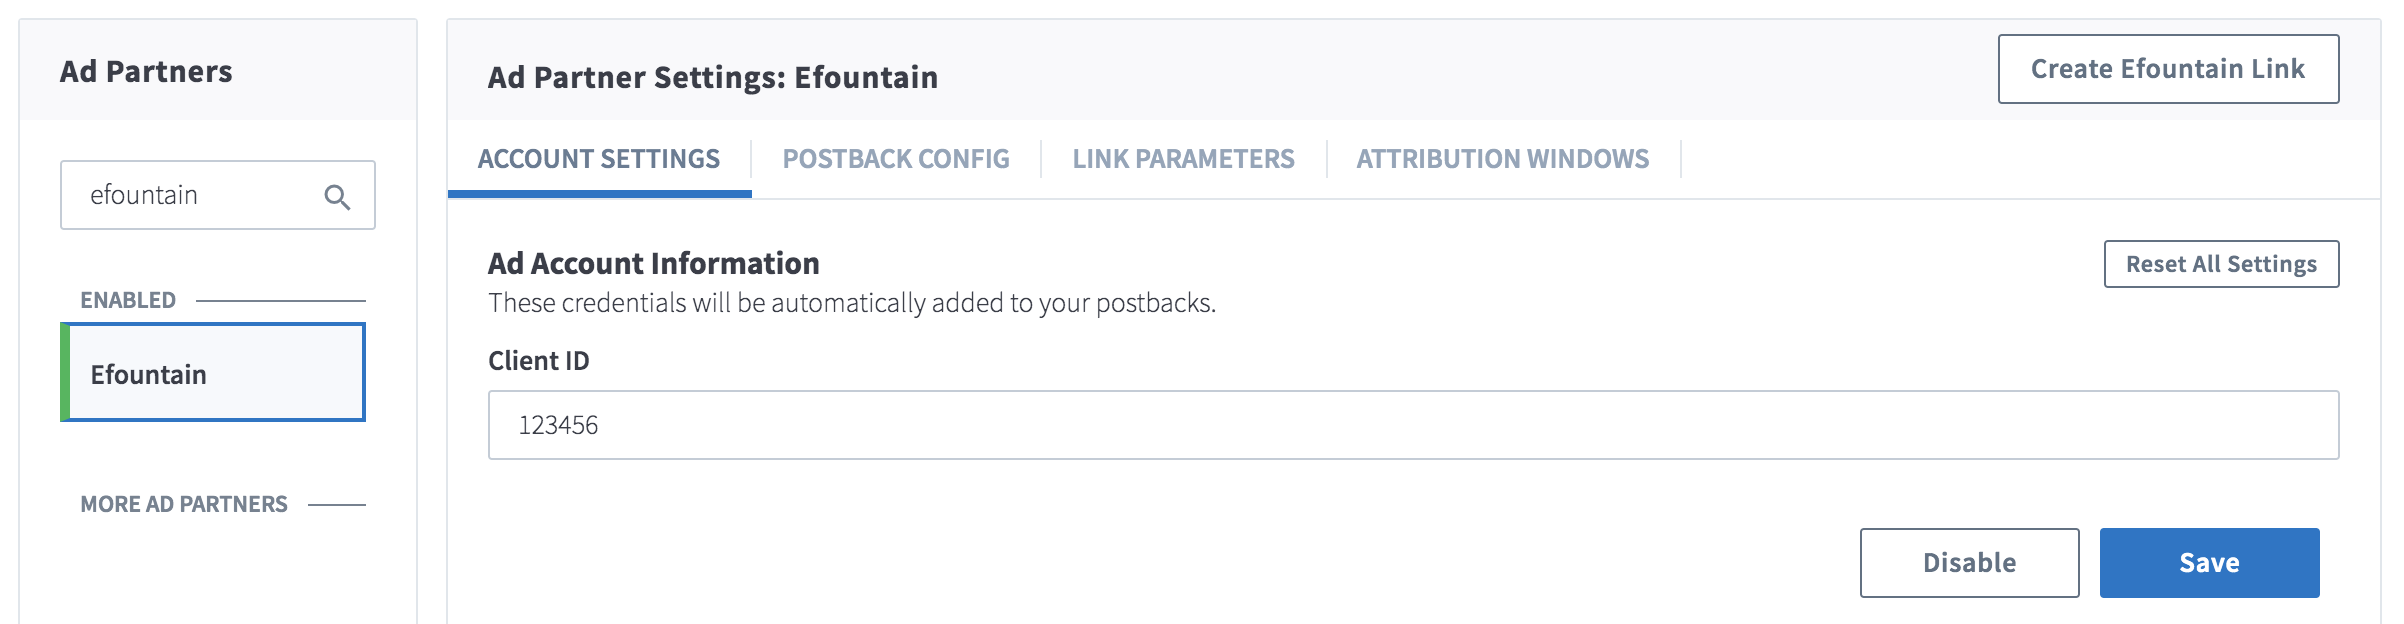 Ad Partners
efountain
ENABLED
Efountain
MORE AD PARTNERS
Ad Partner Settings: Efountain
Create Efountain Link
ACCOUNT SETTINGS
POSTBACK CONFIG
LINK PARAMETERS
ATTRIBUTION WINDOWS
Ad Account Information
Reset All Settings
These credentials will be automatically added to your postbacks.
Client ID
123456
Disable
Save